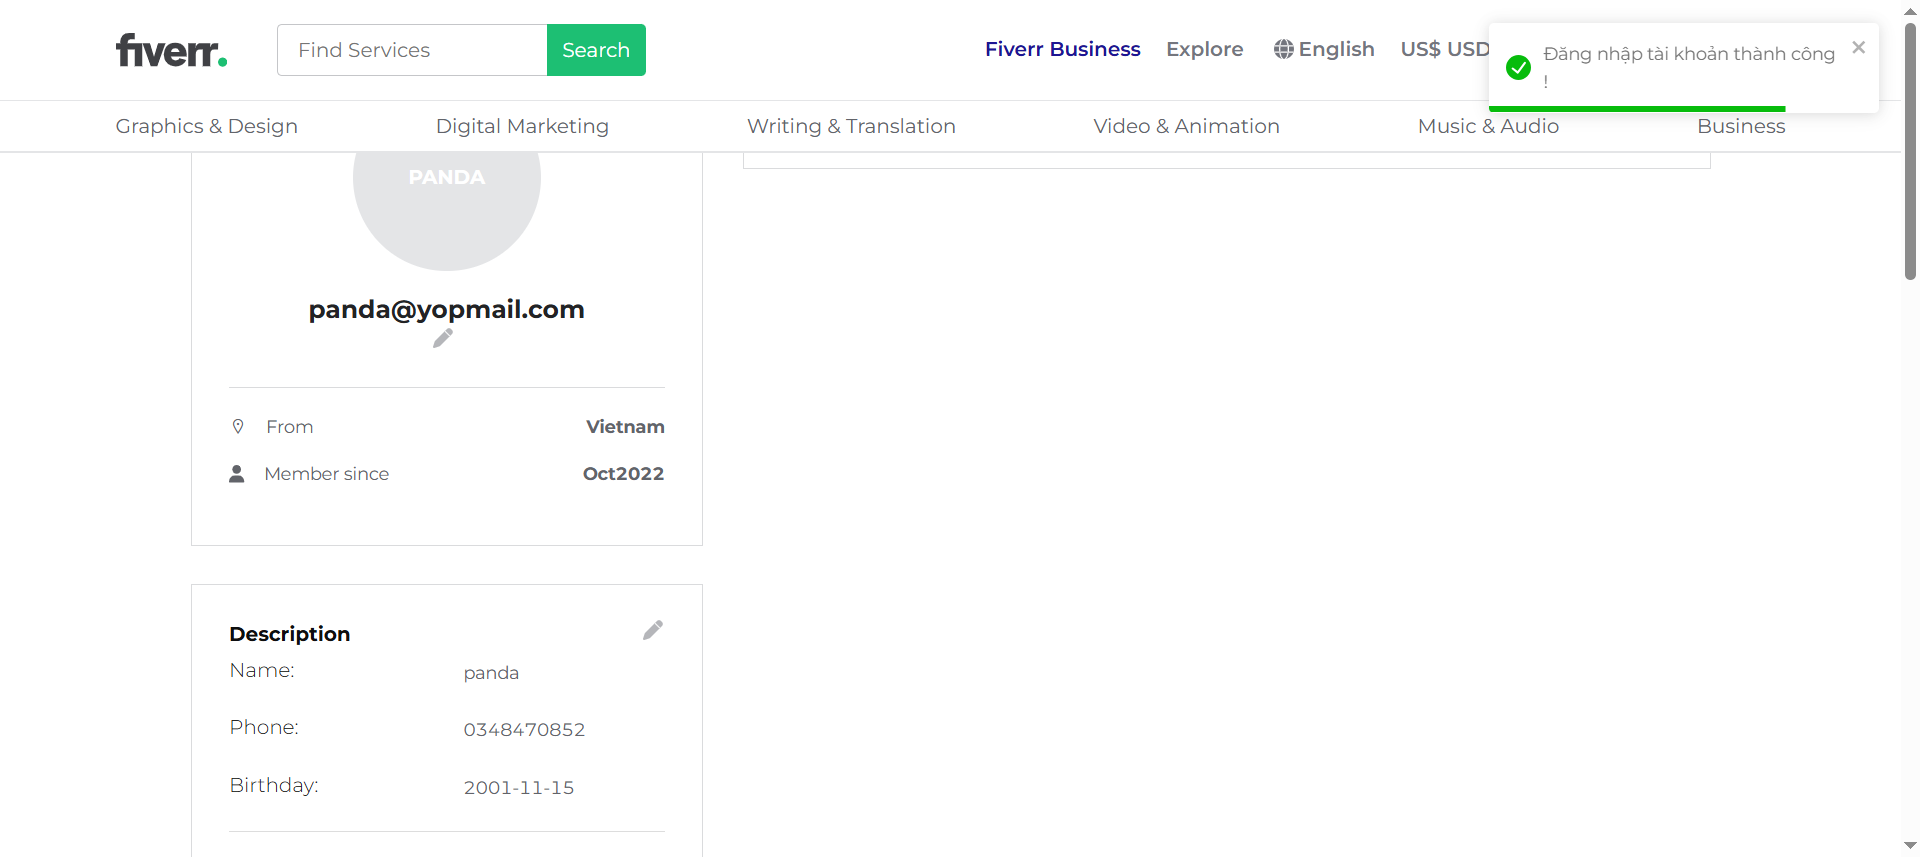 fiverr.
Find Services
Search
Fiverr Business
Explore
English
US$ USD
Đăng nhập tài khoản thành công
!
Graphics & Design
Digital Marketing
Writing & Translation
Video & Animation
Music & Audio
Business
PANDA
panda@yopmail.com
From
Vietnam
Member since
Oct2022
Description
Name:
panda
Phone:
0348470852
Birthday:
2001-11-15